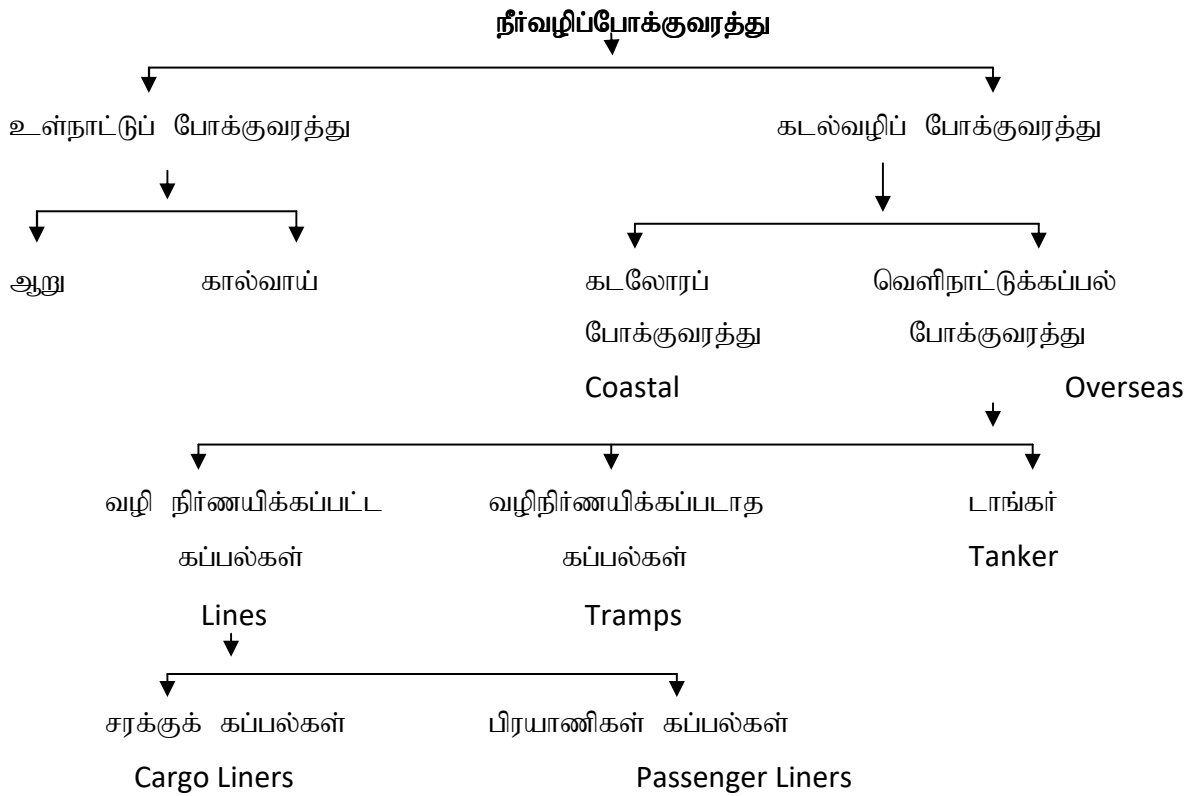 நீர்வழிப்போக்குவரத்து
உள்நாட்டுப் போக்குவரத்து கடல்வழிப் போக்குவரத்து
ஆறு கால்வாய் கடலோரப் வெளிநாட்டுக்கப்பல்
போக்குவரத்து போக்குவரத்து
Coastal Overseas
வழி நிர்ணயிக்கப்பட்ட வழிநிர்ணயிக்கப்படாத டாங்கர்
கப்பல்கள் கப்பல்கள் Tanker
Lines Tramps
சரக்குக் கப்பல்கள் பிரயாணிகள் கப்பல்கள்
Cargo Liners Passenger Liners